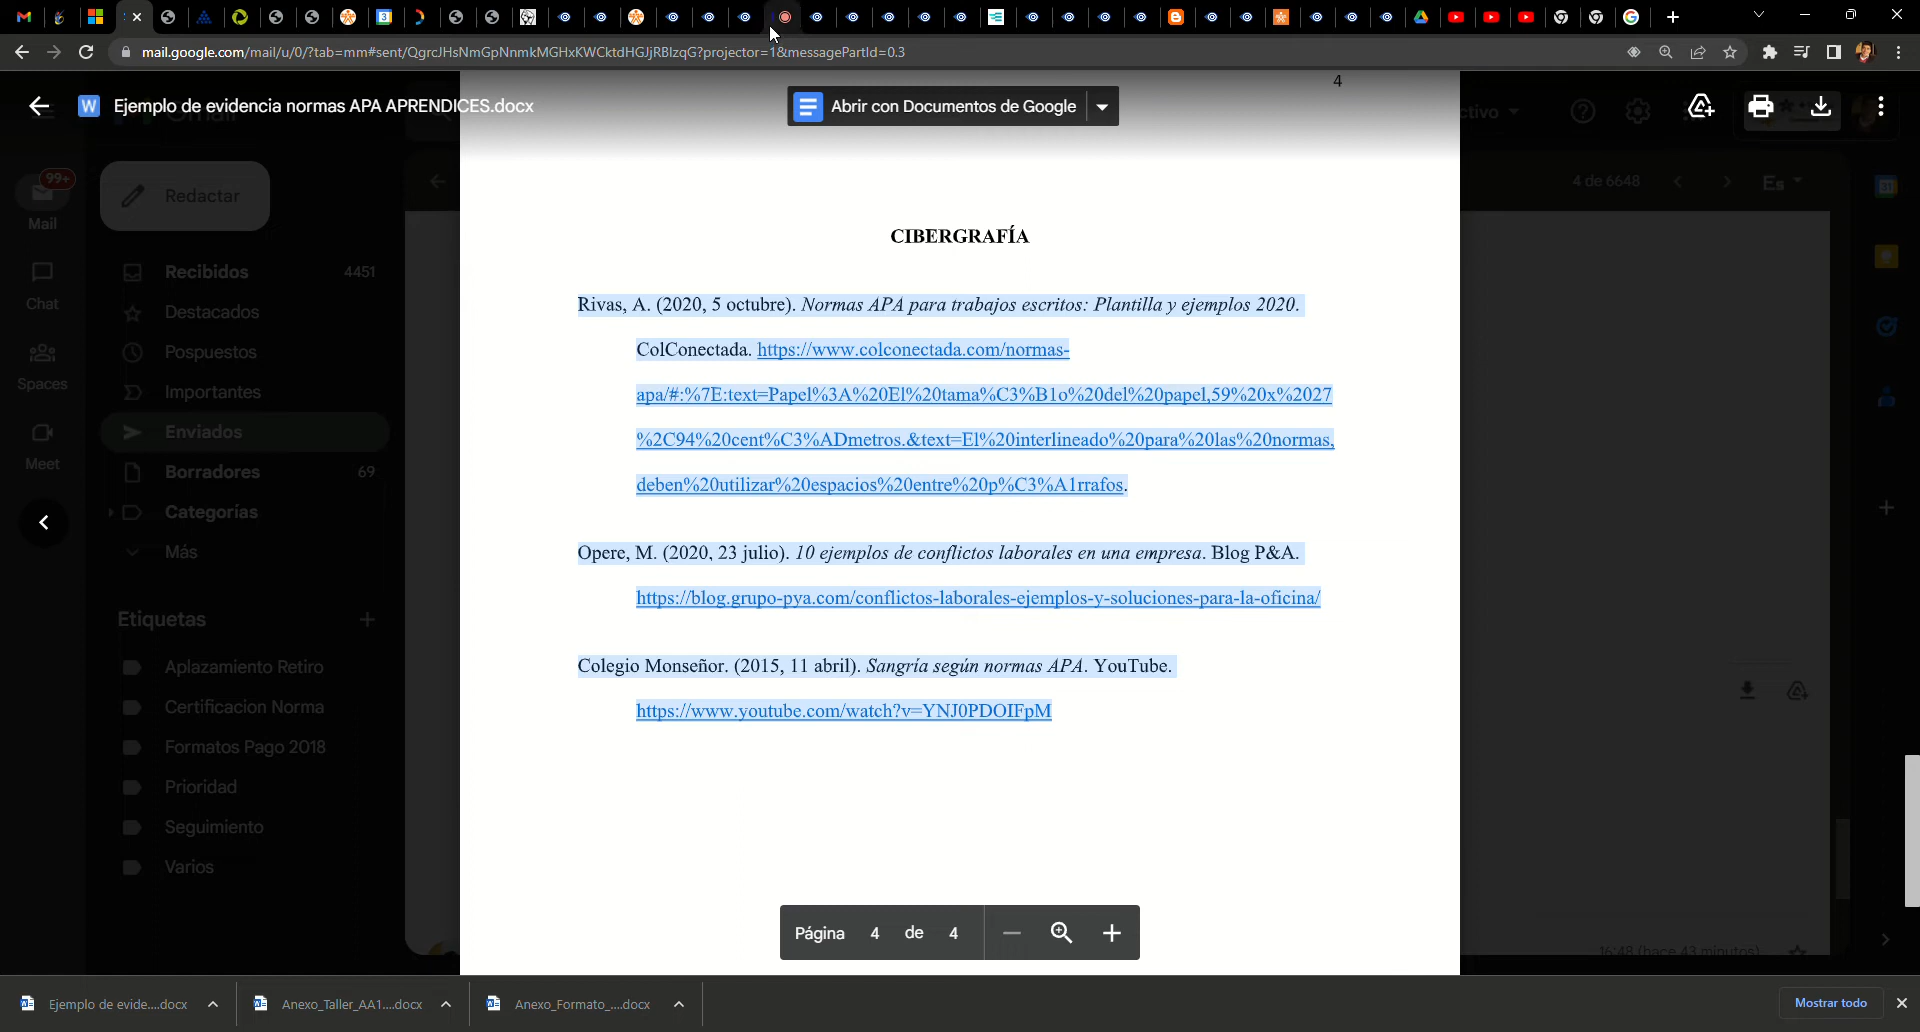 mail.google.com/mail/u/0/?tab=mm#sent/QgrcJHsNmGpNnmkMGHxKWCktdHGJjRBlzqG?projector=1&messagePartId=0.3
4
Ejemplo de evidencia normas APA APRENDICES.docx
Abrir con Documentos de Google
99+
Redactar
4 de 6648
Es
Mail
CIBERGRAFÍA
Recibidos 4451
Chat
Destacados
Rivas, A. (2020, 5 octubre). Normas APA para trabajos escritos: Plantilla y ejemplos 2020.
Pospuestos
ColConectada. https://www.colconectada.com/normas-
Spaces
Importantes
apa/#:%7E:text=Papel%3A%20El%20tama%C3%B1o%20del%20papel,59%20x%2027
Enviados
%2C94%20cent%C3%ADmetros.&text=El%20interlineado%20para%20las%20normas,
Meet
Borradores 69
deben%20utilizar%20espacios%20entre%20p%C3%A1rrafos.
Categorías
Más
Opere, M. (2020, 23 julio). 10 ejemplos de conflictos laborales en una empresa. Blog P&A.
https://blog.grupo-pya.com/conflictos-laborales-ejemplos-y-soluciones-para-la-oficina/
Etiquetas
Aplazamiento Retiro
Colegio Monseñor. (2015, 11 abril). Sangría según normas APA. YouTube.
Certificacion Norma
https://www.youtube.com/watch?v=YNJ0PDOIFpM
Formatos Pago 2018
Prioridad
Seguimiento
Varios
Página 4 de 4
16:48 (hace 43 minutos)
Ejemplo de evide....docx
Anexo_Taller_AA1....docx
Anexo_Formato_....docx
Mostrar todo